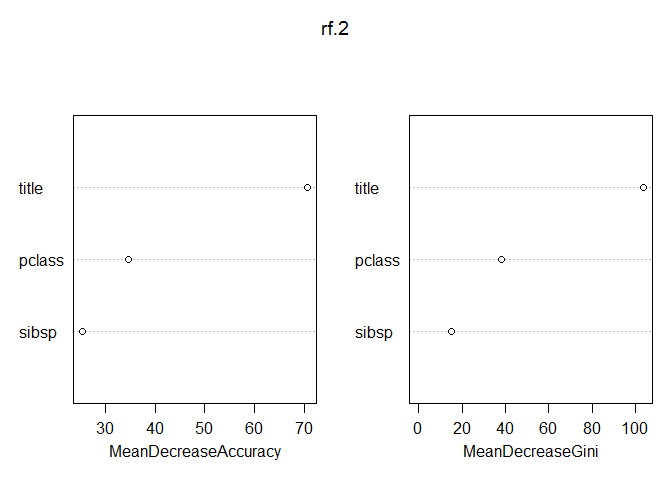 rf.2
title
pclass
sibsp
30 40 50 60 70
MeanDecreaseAccuracy
title
pclass
sibsp
0 20 40 60 80 100
MeanDecreaseGini